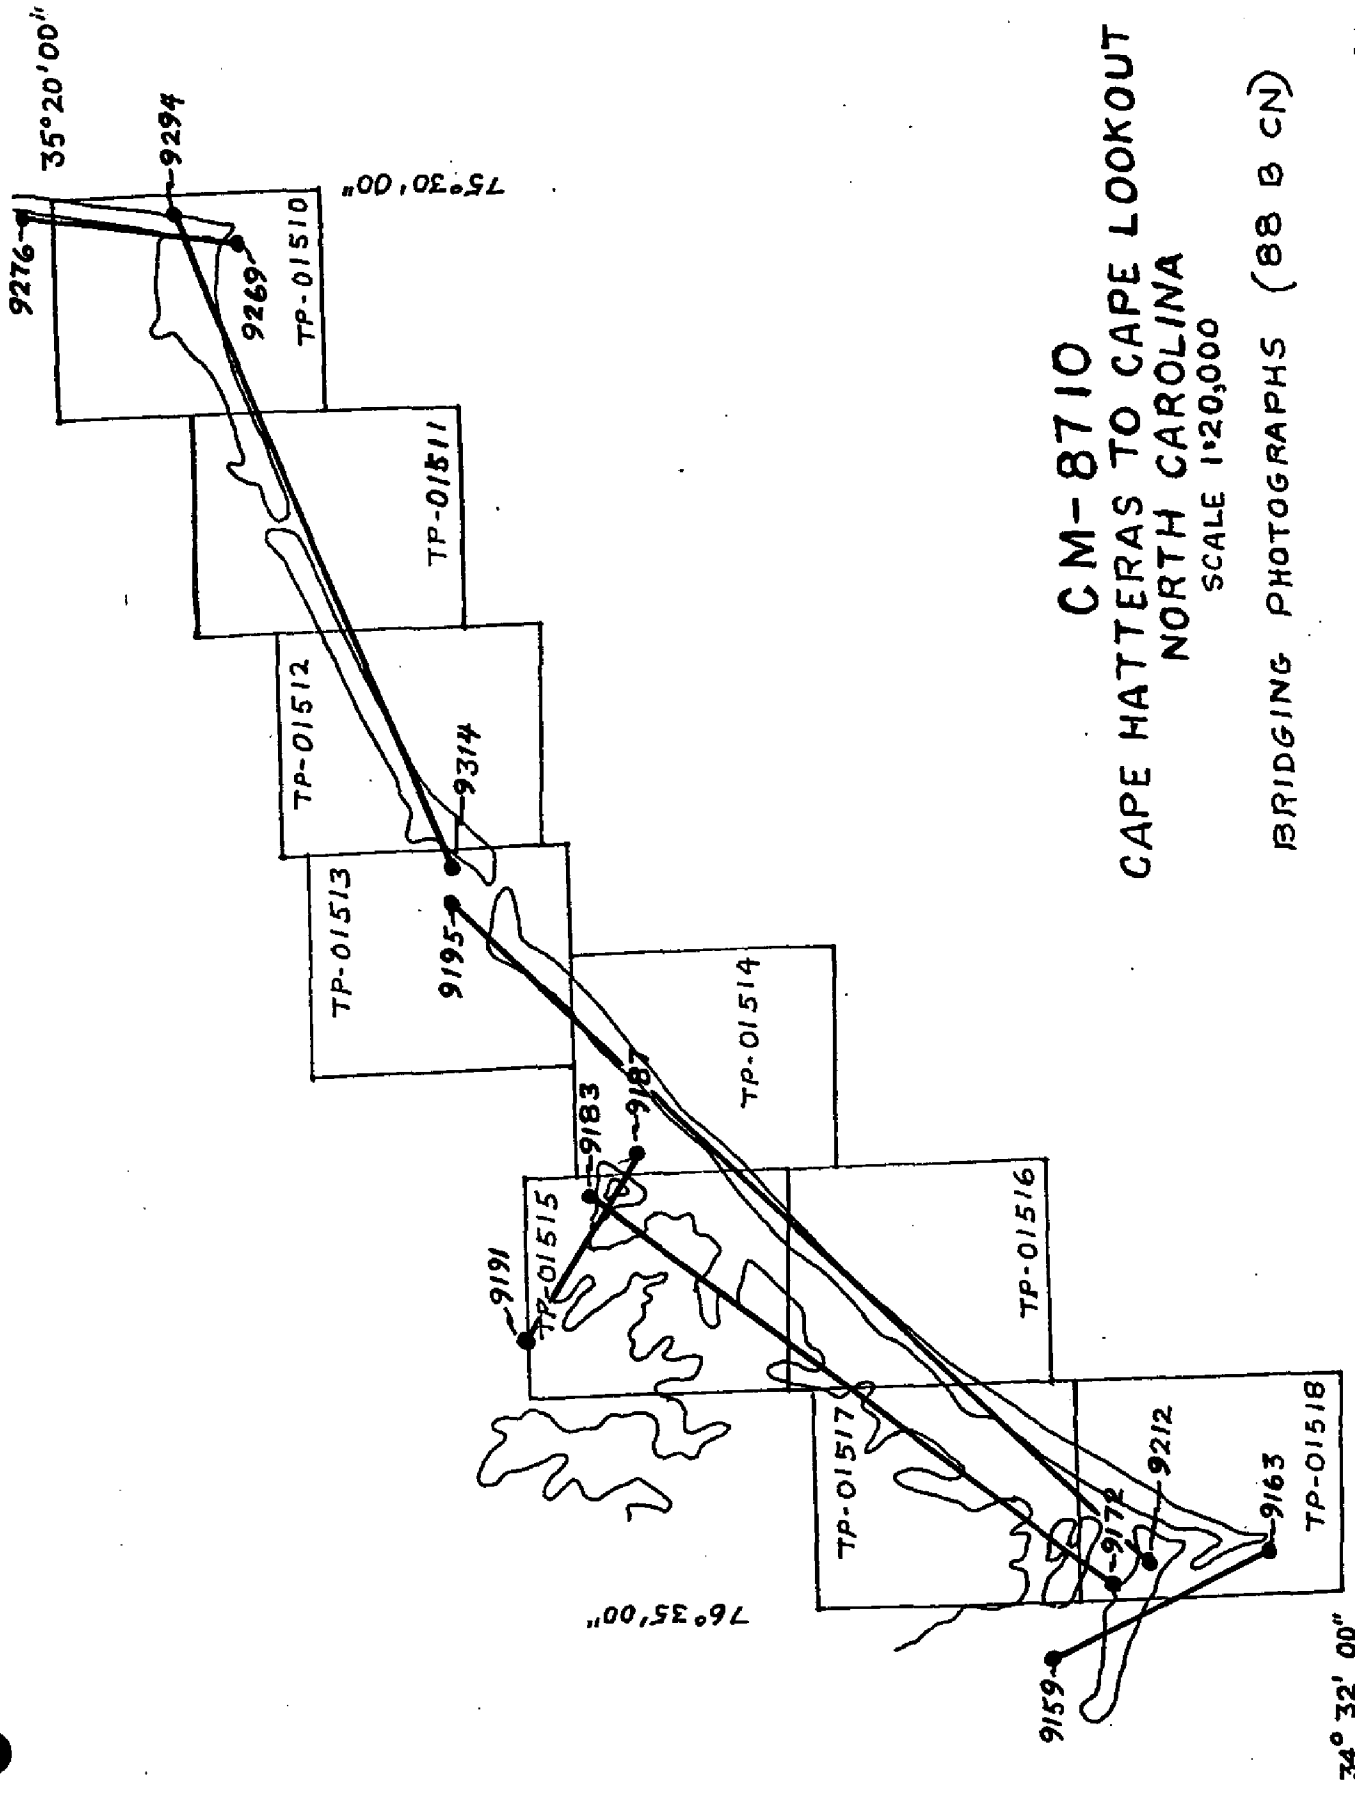 CM-8710
CAPE HATTERAS TO CAPE LOOKOUT
NORTH CAROLINA
SCALE 1:20,000
BRIDGING PHOTOGRAPHS (88 B CN)
35°20'00"
75°30'00"
9276
9294
9269
TP-01510
TP-01511
TP-01512
9314
TP-01513
9195
TP-01514
9187
9183
9191
TP-01515
TP-01516
TP-01517
9172
9212
9163
TP-01518
9159
76°35'00"
34° 32' 00"